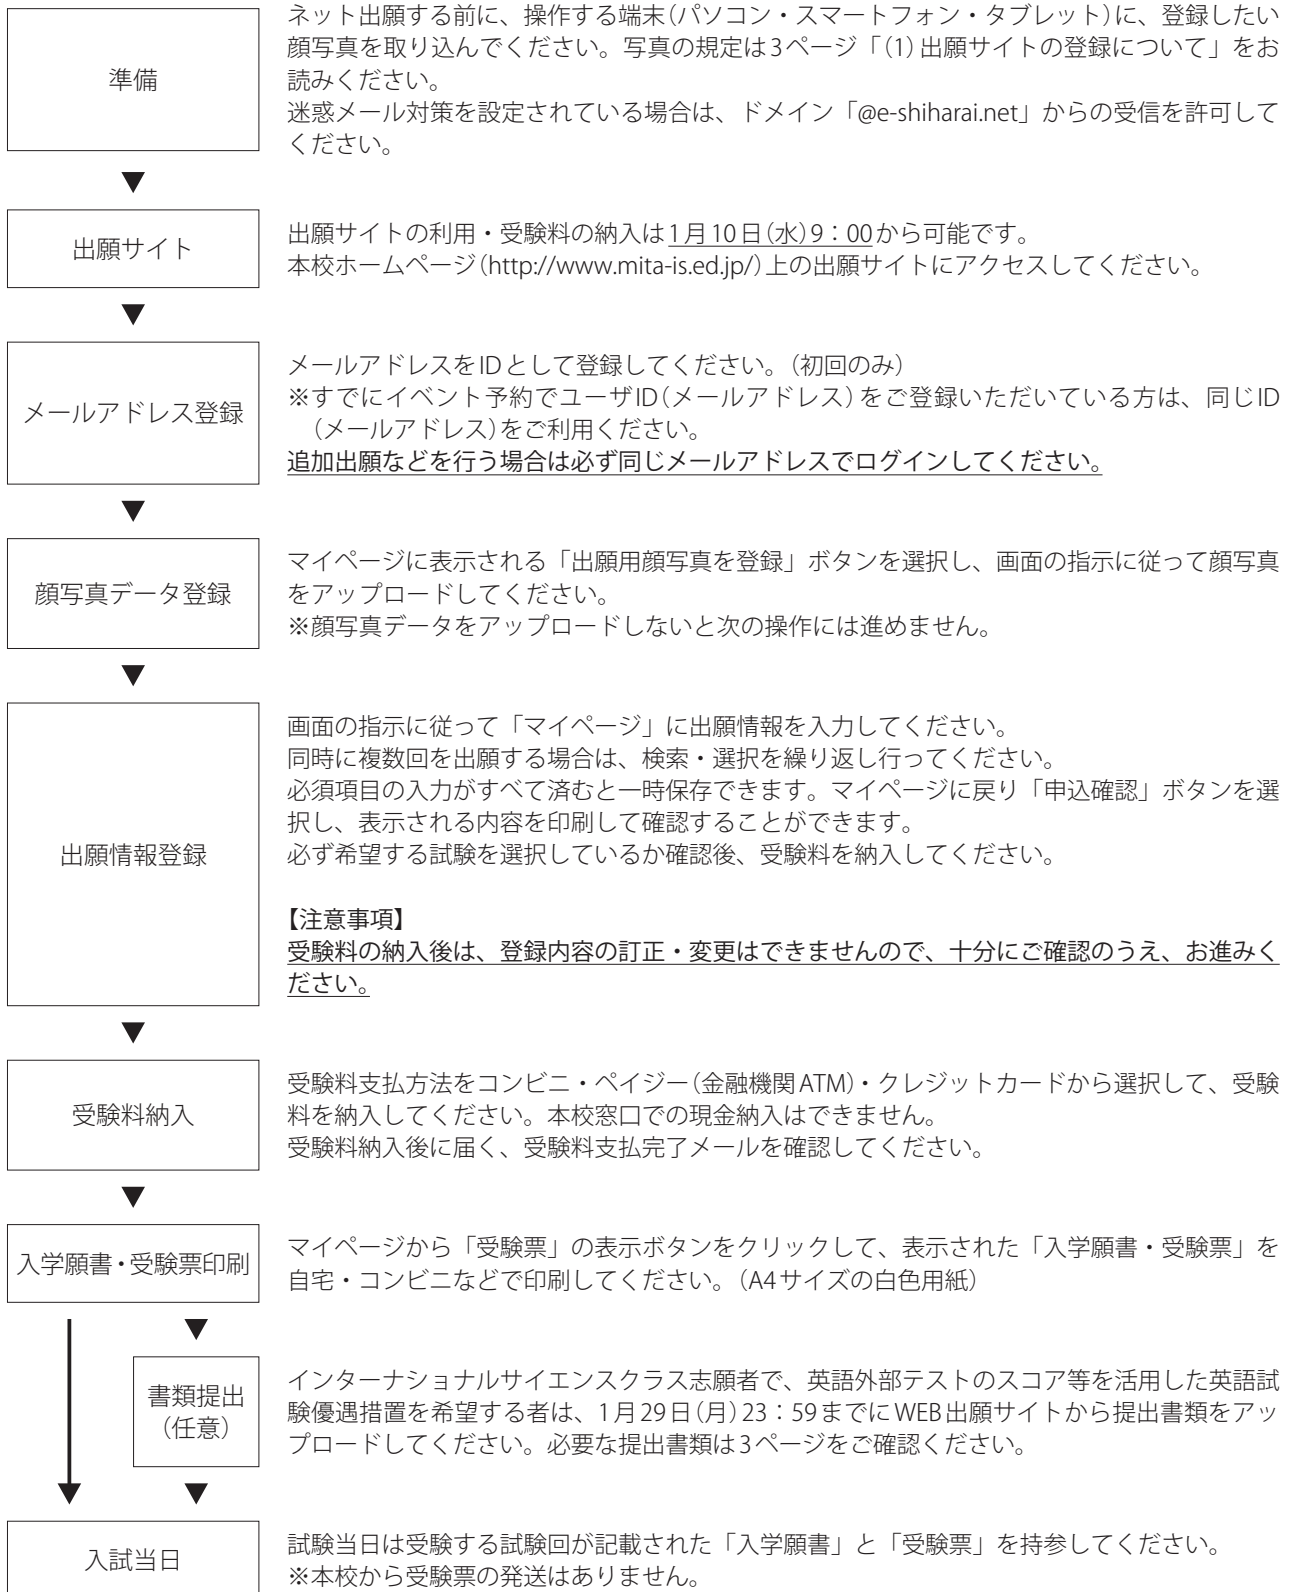 準備
ネット出願する前に、操作する端末(パソコン・スマートフォン・タブレット)に、登録したい
顔写真を取り込んでください。写真の規定は3ページ「(1)出願サイトの登録について」をお
読みください。
迷惑メール対策を設定されている場合は、ドメイン「@e-shiharai.net」からの受信を許可して
ください。
▼
出願サイト
出願サイトの利用・受験料の納入は1月10日(水)9：00から可能です。
本校ホームページ(http://www.mita-is.ed.jp/)上の出願サイトにアクセスしてください。
▼
メールアドレス登録
メールアドレスをIDとして登録してください。(初回のみ)
※すでにイベント予約でユーザID(メールアドレス)をご登録いただいている方は、同じID
(メールアドレス)をご利用ください。
追加出願などを行う場合は必ず同じメールアドレスでログインしてください。
▼
顔写真データ登録
マイページに表示される「出願用顔写真を登録」ボタンを選択し、画面の指示に従って顔写真
をアップロードしてください。
※顔写真データをアップロードしないと次の操作には進めません。
▼
出願情報登録
画面の指示に従って「マイページ」に出願情報を入力してください。
同時に複数回を出願する場合は、検索・選択を繰り返し行ってください。
必須項目の入力がすべて済むと一時保存できます。マイページに戻り「申込確認」ボタンを選
択し、表示される内容を印刷して確認することができます。
必ず希望する試験を選択しているか確認後、受験料を納入してください。
【注意事項】
受験料の納入後は、登録内容の訂正・変更はできませんので、十分にご確認のうえ、お進みく
ださい。
▼
受験料納入
受験料支払方法をコンビニ・ペイジー(金融機関ATM)・クレジットカードから選択して、受験
料を納入してください。本校窓口での現金納入はできません。
受験料納入後に届く、受験料支払完了メールを確認してください。
▼
入学願書・受験票印刷
マイページから「受験票」の表示ボタンをクリックして、表示された「入学願書・受験票」を
自宅・コンビニなどで印刷してください。(A4サイズの白色用紙)
▼
書類提出
(任意)
インターナショナルサイエンスクラス志願者で、英語外部テストのスコア等を活用した英語試
験優遇措置を希望する者は、1月29日(月)23：59までにWEB出願サイトから提出書類をアッ
プロードしてください。必要な提出書類は3ページをご確認ください。
▼
入試当日
試験当日は受験する試験回が記載された「入学願書」と「受験票」を持参してください。
※本校から受験票の発送はありません。